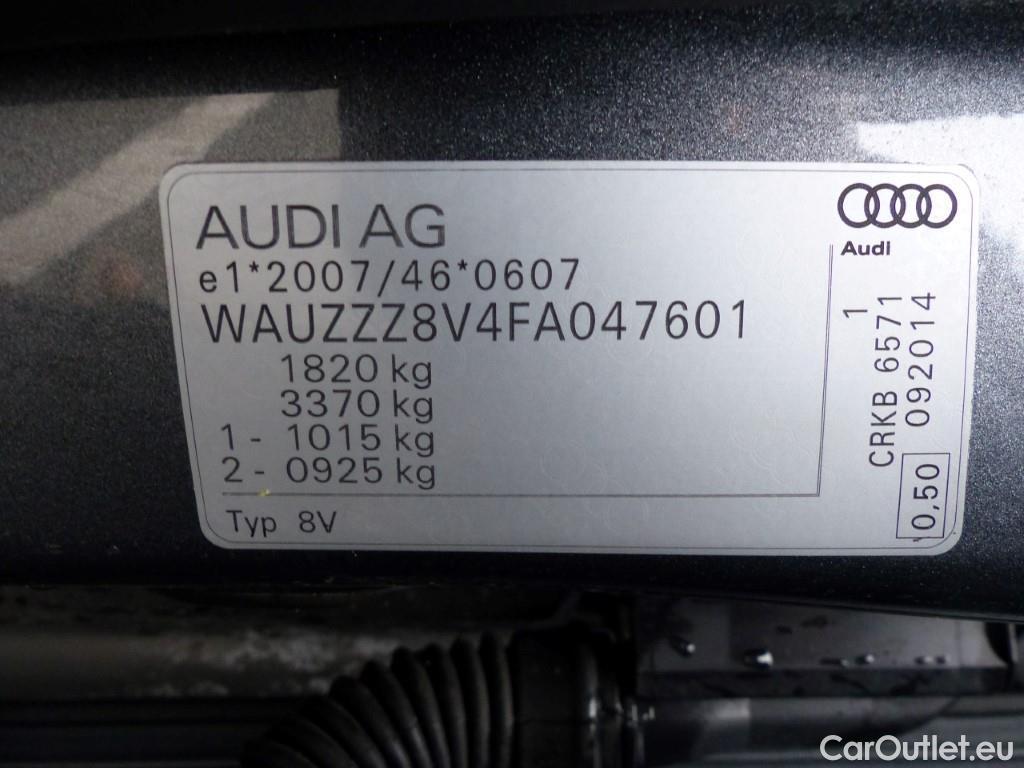 AUDI AG
e1*2007/46*0607
WAUZZZ8V4FA047601
1820 kg
3370 kg
1 - 1015 kg
2 - 0925 kg
Typ 8V
Audi
1
CRKB 6571
092014
0,50
CarOutlet.eu